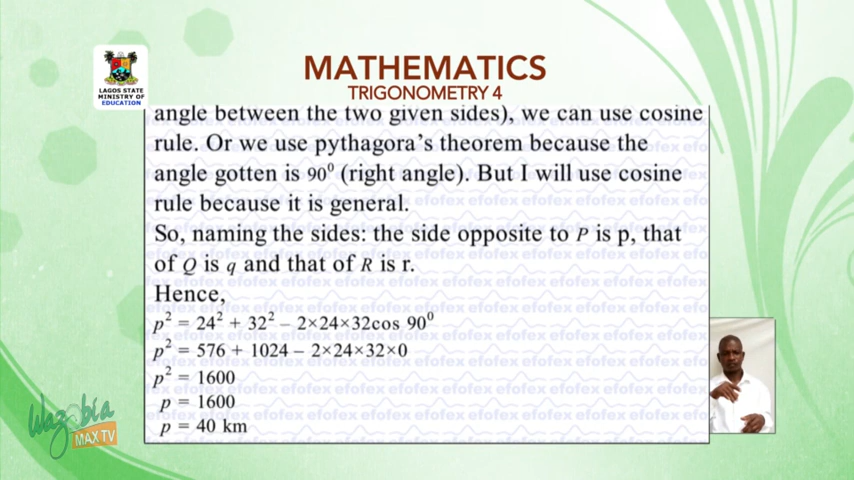 LAGOS STATE
MINISTRY OF
EDUCATION
MATHEMATICS
TRIGONOMETRY 4
angle between the two given sides), we can use cosine
rule. Or we use pythagora's theorem because the
angle gotten is 90⁰ (right angle). But I will use cosine
rule because it is general.
So, naming the sides: the side opposite to P is p, that
of Q is q and that of R is r.
Hence,
p² = 24² + 32² – 2×24×32cos 90⁰
p² = 576 + 1024 – 2×24×32×0
p² = 1600
p = 1600
p = 40 km
Wazobia
MAX TV